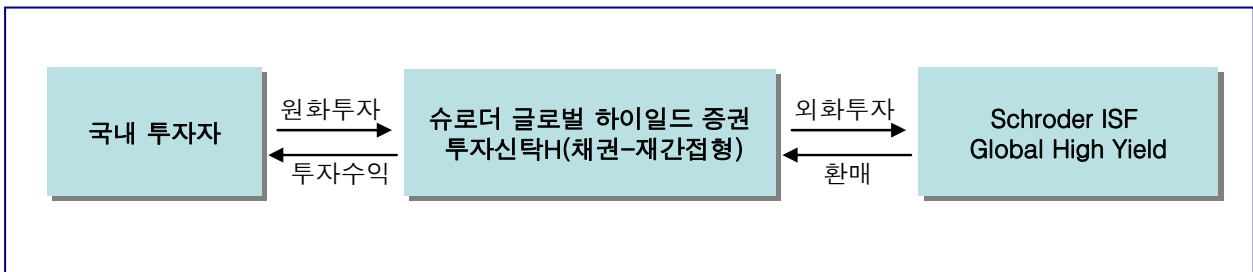 국내 투자자
원화투자
투자수익
슈로더 글로벌 하이일드 증권
투자신탁H(채권-재간접형)
외화투자
환매
Schroder ISF
Global High Yield